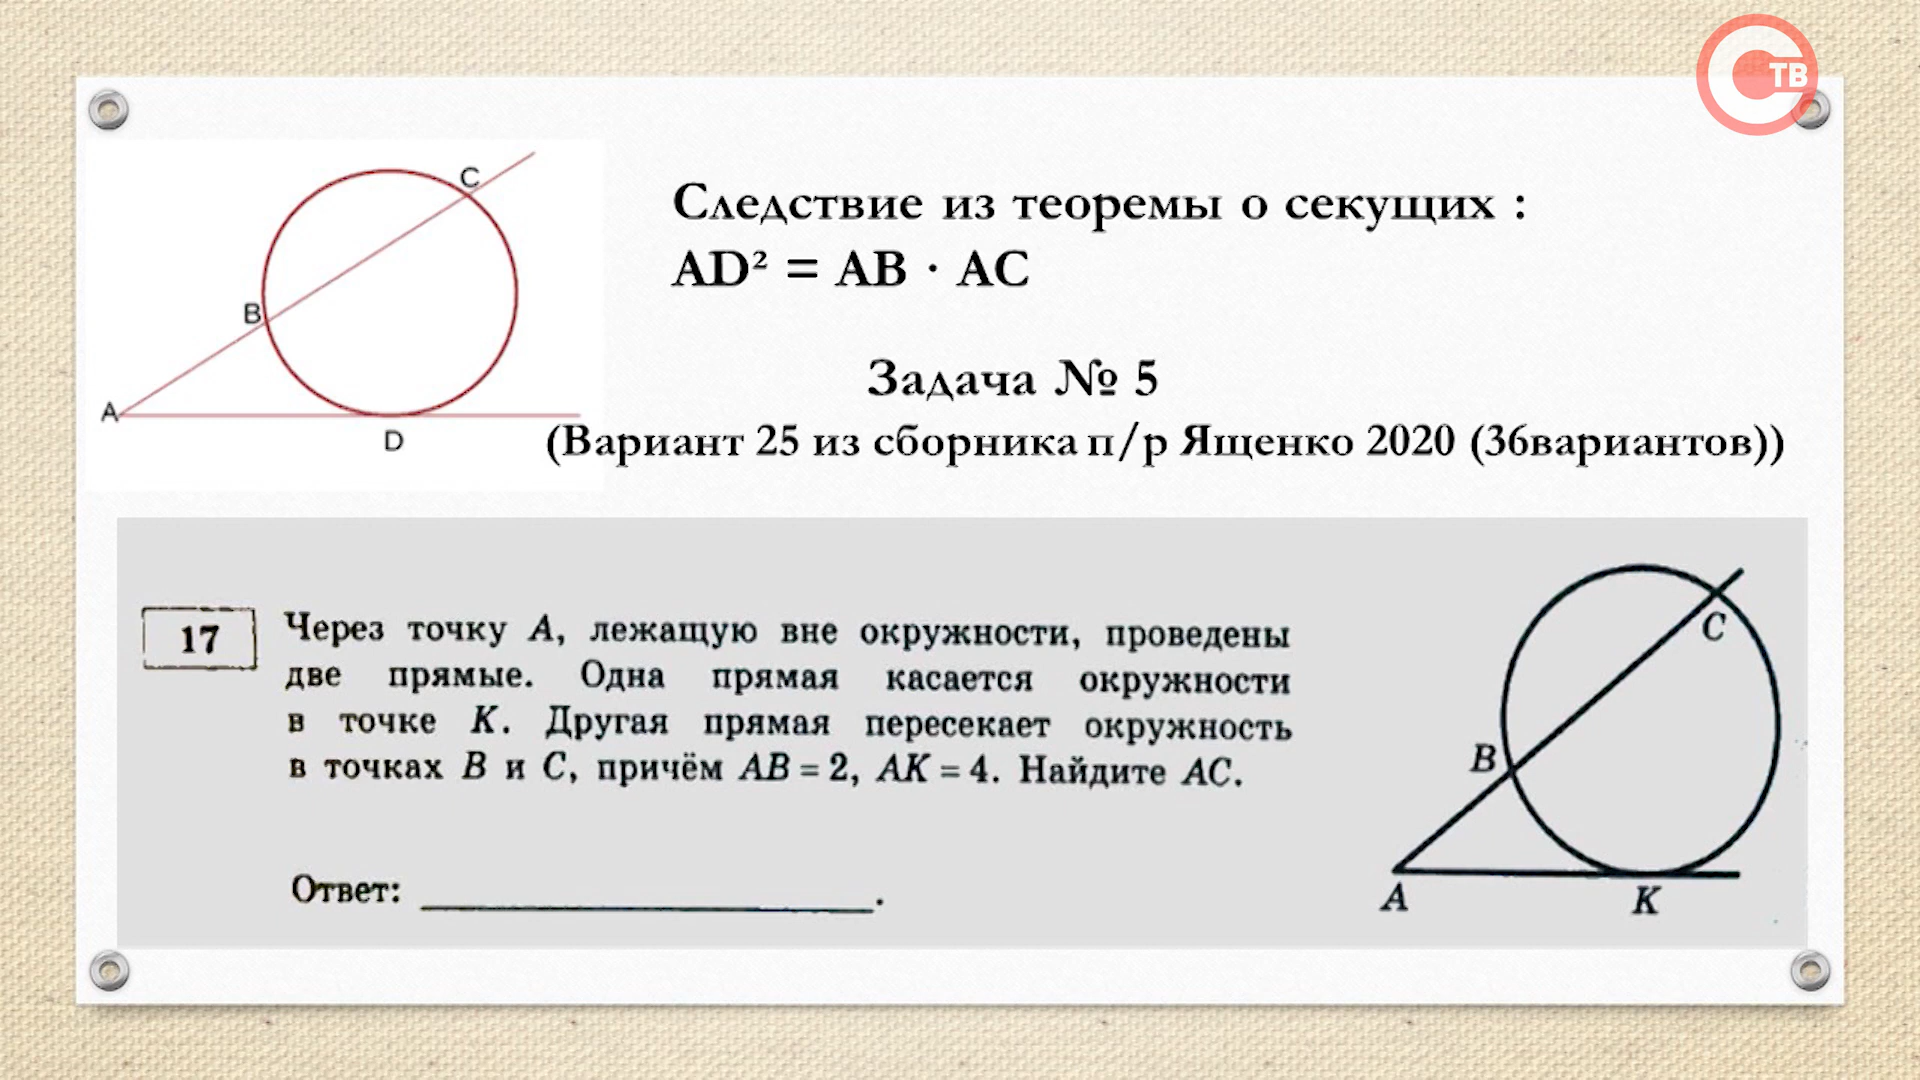 ТВ
C
B
A
D
Следствие из теоремы о секущих :
AD² = AB · AC
Задача № 5
(Вариант 25 из сборника п/р Ященко 2020 (36вариантов))
17
Через точку A, лежащую вне окружности, проведены
две прямые. Одна прямая касается окружности
в точке K. Другая прямая пересекает окружность
в точках B и C, причём AB = 2, AK = 4. Найдите AC.
Ответ: ____________________.
C
B
A
K